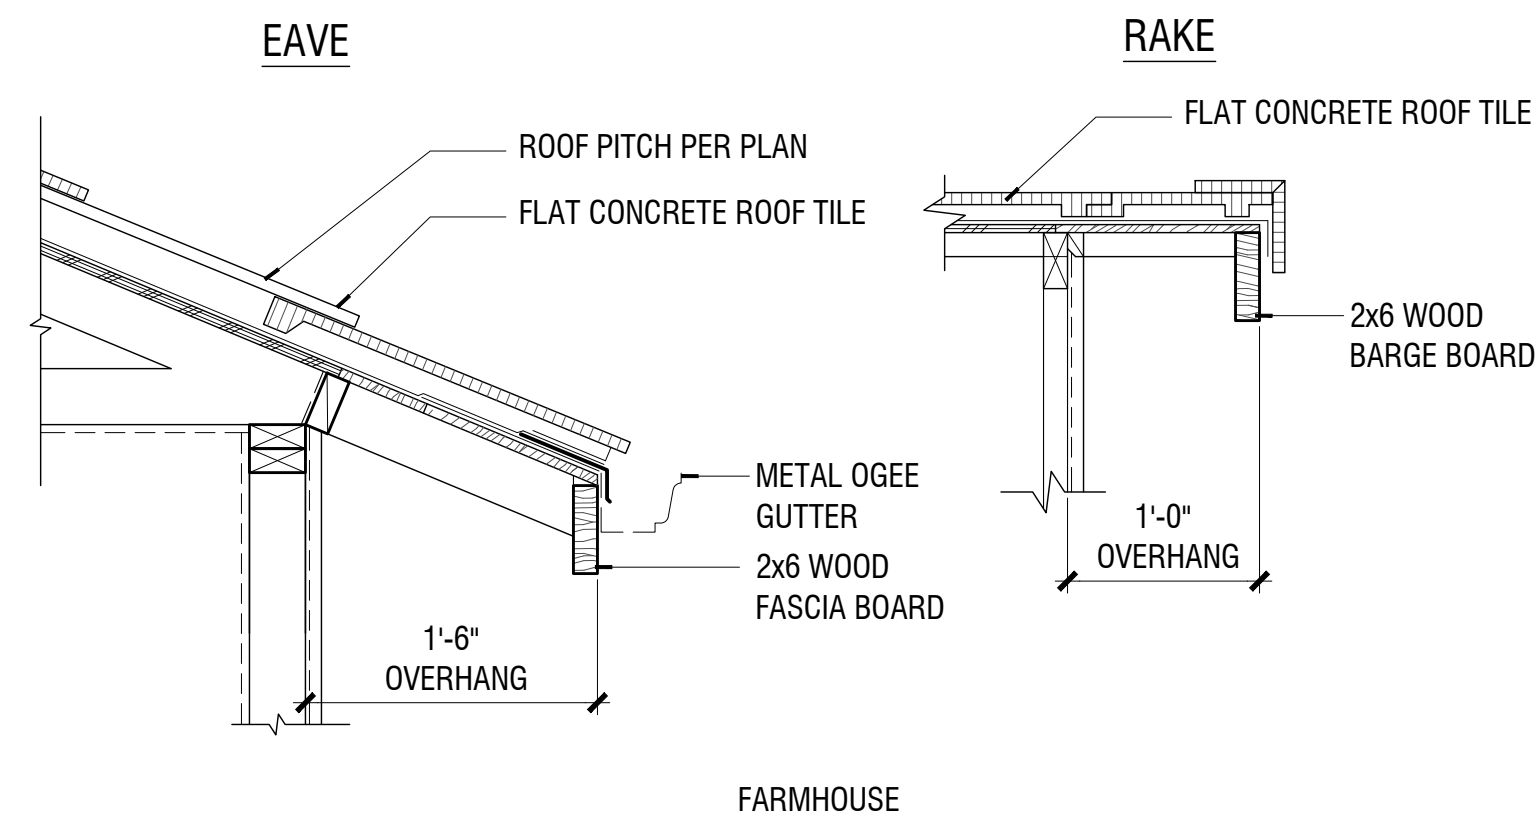 EAVE
ROOF PITCH PER PLAN
FLAT CONCRETE ROOF TILE
METAL OGEE
GUTTER
2x6 WOOD
FASCIA BOARD
1'-6"
OVERHANG
RAKE
FLAT CONCRETE ROOF TILE
2x6 WOOD
BARGE BOARD
1'-0"
OVERHANG
FARMHOUSE